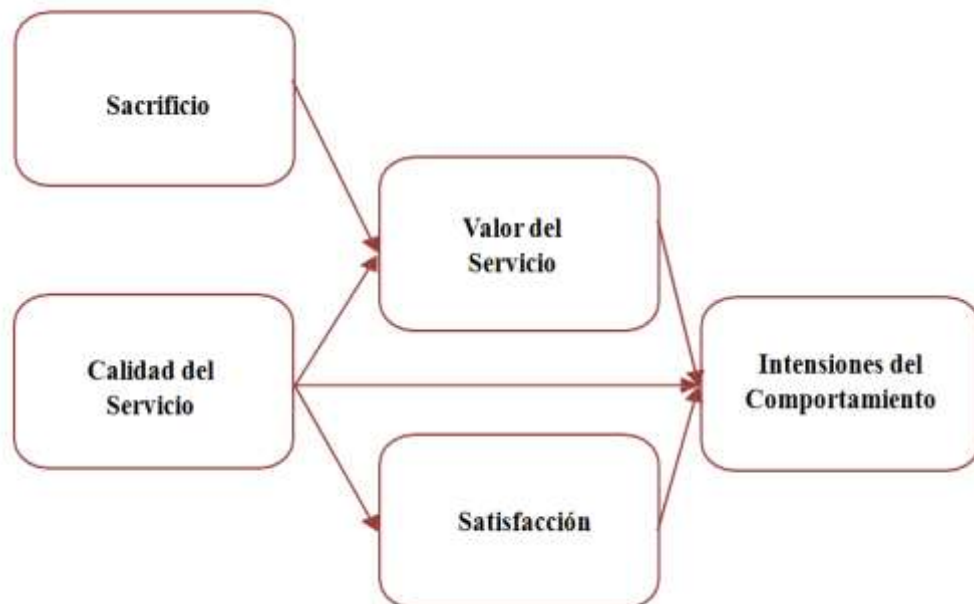 Sacrificio
Valor del
Servicio
Calidad del
Servicio
Intensiones del
Comportamiento
Satisfacción